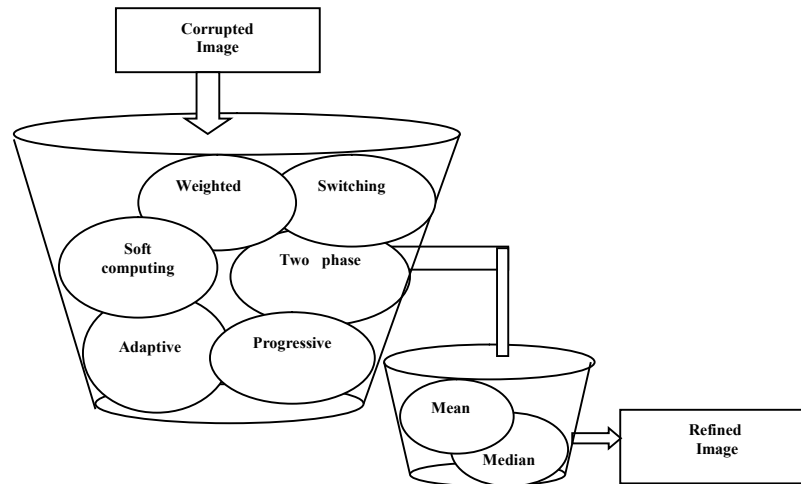 Corrupted
Image
Weighted
Switching
Soft
computing
Two phase
Adaptive
Progressive
Mean
Median
Refined
Image